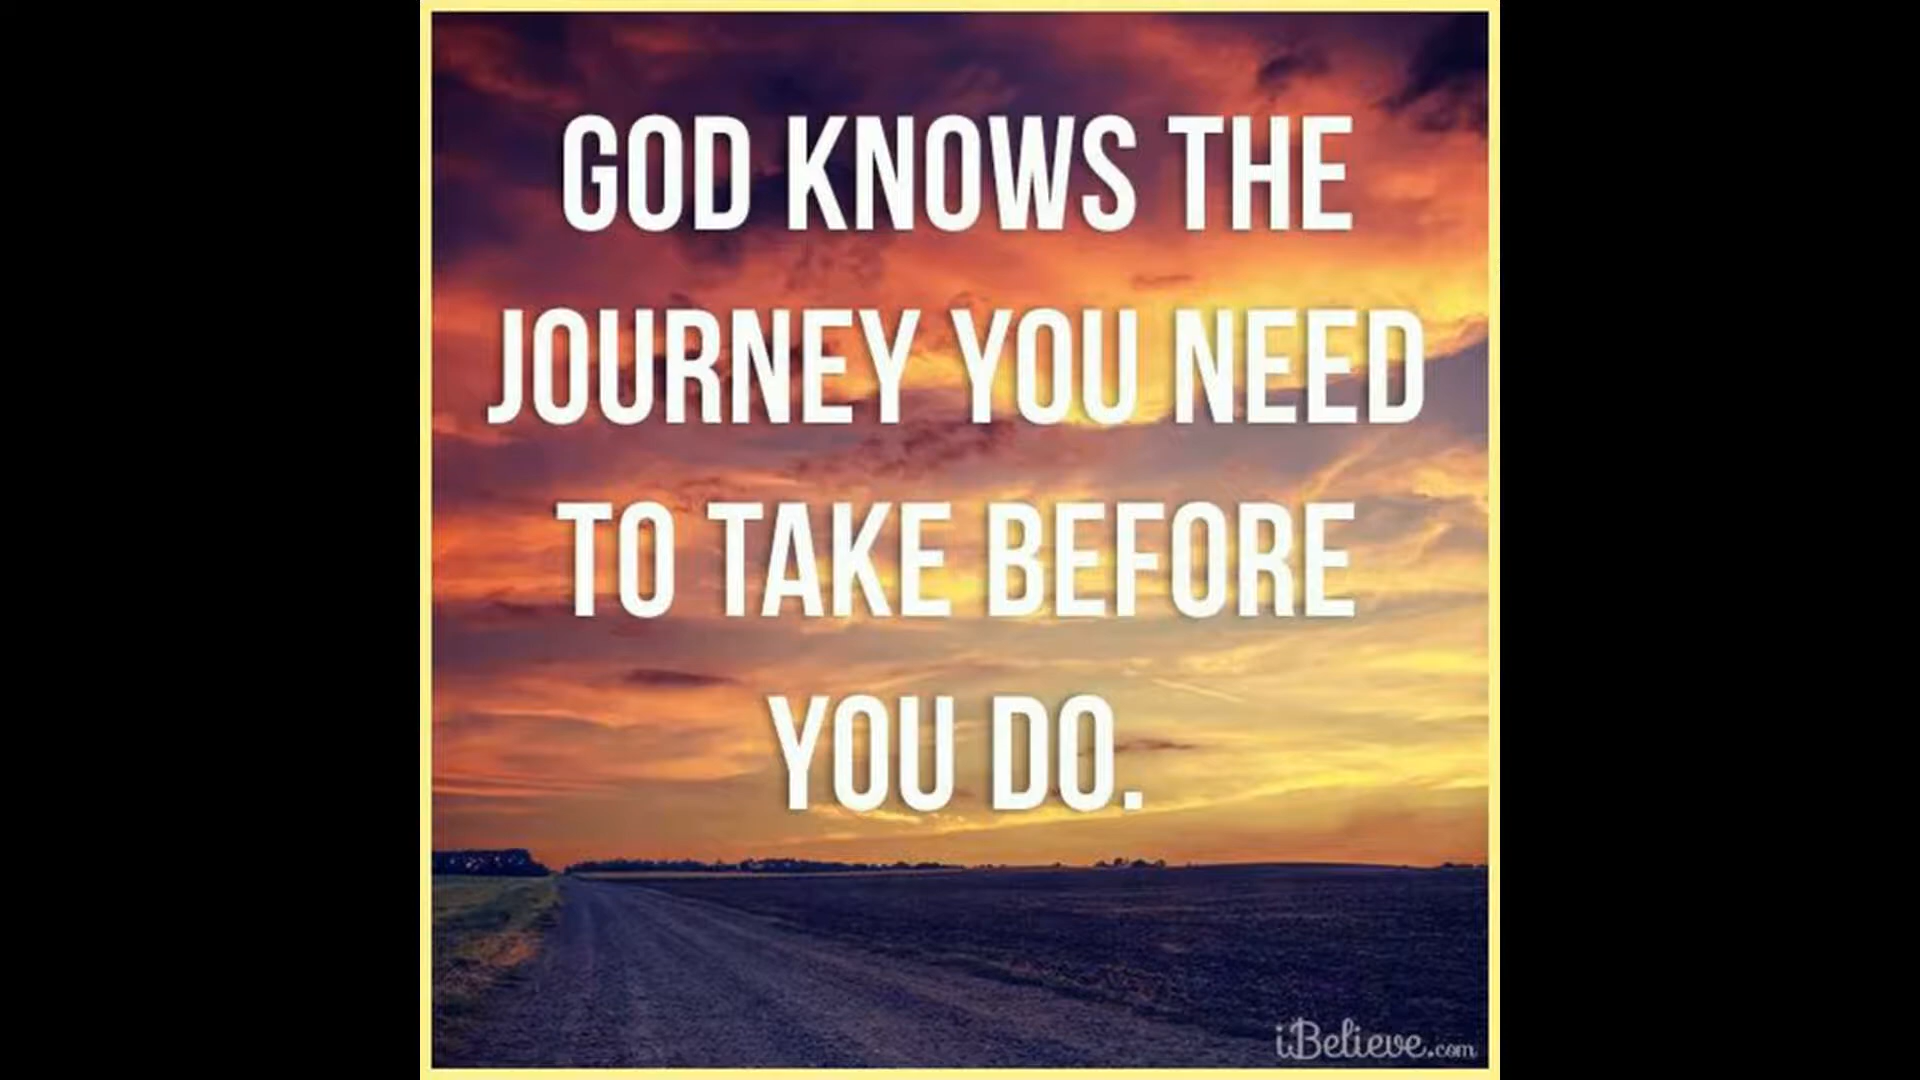 GOD KNOWS THE
JOURNEY YOU NEED
TO TAKE BEFORE
YOU DO.
iBelieve.com